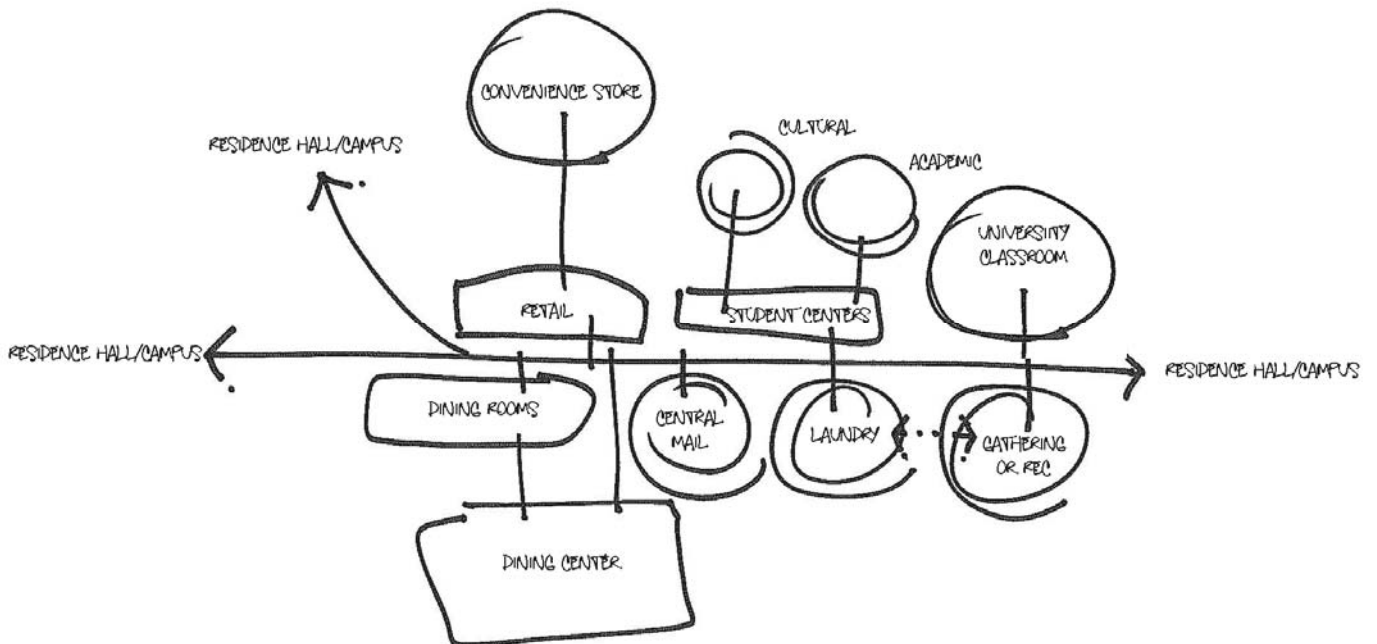 CONVENIENCE STORE
CULTURAL
RESIDENCE HALL/CAMPUS
ACADEMIC
UNIVERSITY
CLASSROOM
RETAIL
STUDENT CENTERS
RESIDENCE HALL/CAMPUS
RESIDENCE HALL/CAMPUS
DINING ROOMS
CENTRAL
MAIL
LAUNDRY
GATHERING
OR REC
DINING CENTER